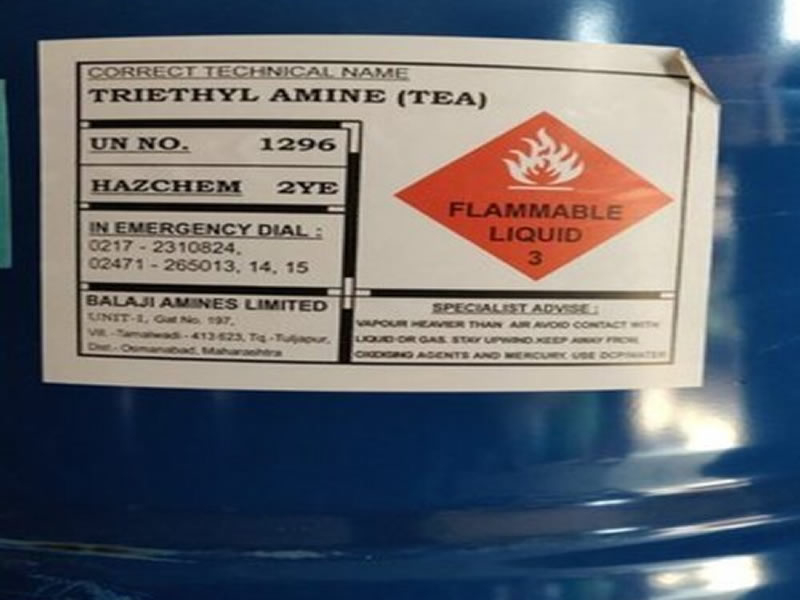 CORRECT TECHNICAL NAME
TRIETHYL AMINE (TEA)
UN NO. 1296
HAZCHEM 2YE
IN EMERGENCY DIAL :
0217 - 2310824,
02471 - 265013, 14, 15
BALAJI AMINES LIMITED
UNIT-I, Gat No. 197,
Vill.-Tamalwadi - 413 623, Tq.-Tuljapur,
Dist.- Osmanabad, Maharashtra
FLAMMABLE
LIQUID
3
SPECIALIST ADVISE :
VAPOUR HEAVIER THAN AIR AVOID CONTACT WITH
LIQUID OR GAS. STAY UPWIND.KEEP AWAY FROM
OXIDISING AGENTS AND MERCURY. USE DCP/WATER